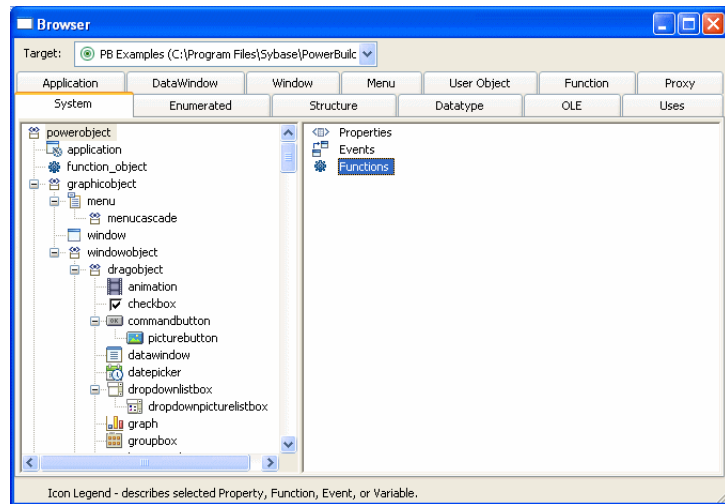 Browser
Target: PB Examples (C:\Program Files\Sybase\PowerBuilc
Application DataWindow Window Menu User Object Function Proxy
System Enumerated Structure Datatype OLE Uses
powerobject
application
function_object
graphicobject
menu
menucascade
window
windowobject
dragobject
animation
checkbox
OK commandbutton
picturebutton
datawindow
datepicker
dropdownlistbox
dropdownpicturelistbox
graph
groupbox
Properties
Events
Functions
Icon Legend - describes selected Property, Function, Event, or Variable.